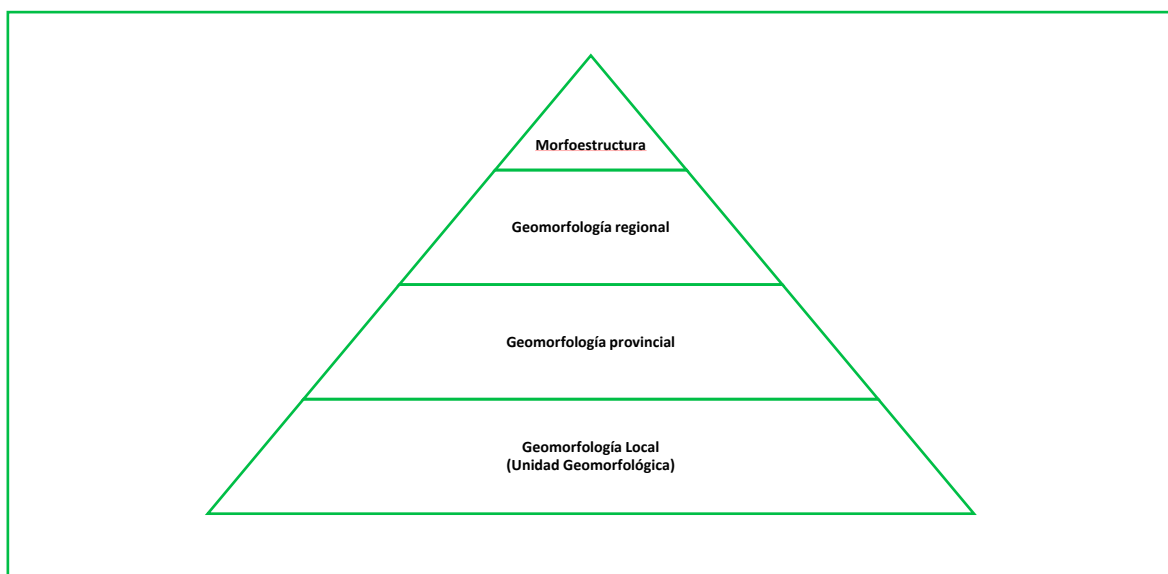 Morfoestructura
Geomorfología regional
Geomorfología provincial
Geomorfología Local
(Unidad Geomorfológica)